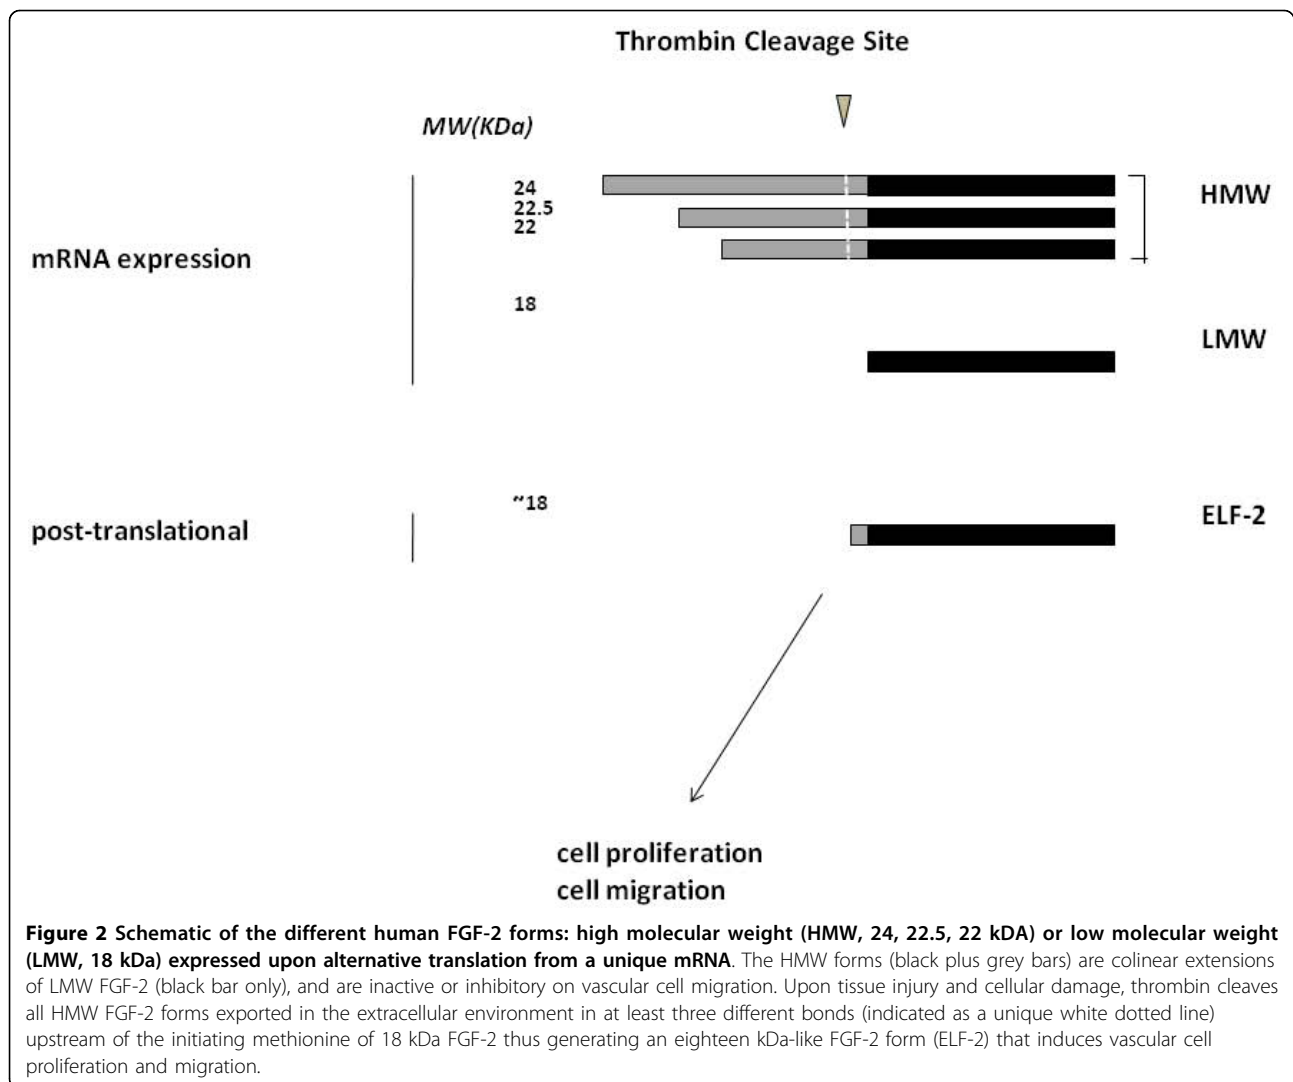 Thrombin Cleavage Site
MW(KDa)
24
22.5
22
HMW
mRNA expression
18
LMW
~18
post-translational
ELF-2
cell proliferation
cell migration
Figure 2 Schematic of the different human FGF-2 forms: high molecular weight (HMW, 24, 22.5, 22 kDA) or low molecular weight
(LMW, 18 kDa) expressed upon alternative translation from a unique mRNA. The HMW forms (black plus grey bars) are colinear extensions
of LMW FGF-2 (black bar only), and are inactive or inhibitory on vascular cell migration. Upon tissue injury and cellular damage, thrombin cleaves
all HMW FGF-2 forms exported in the extracellular environment in at least three different bonds (indicated as a unique white dotted line)
upstream of the initiating methionine of 18 kDa FGF-2 thus generating an eighteen kDa-like FGF-2 form (ELF-2) that induces vascular cell
proliferation and migration.